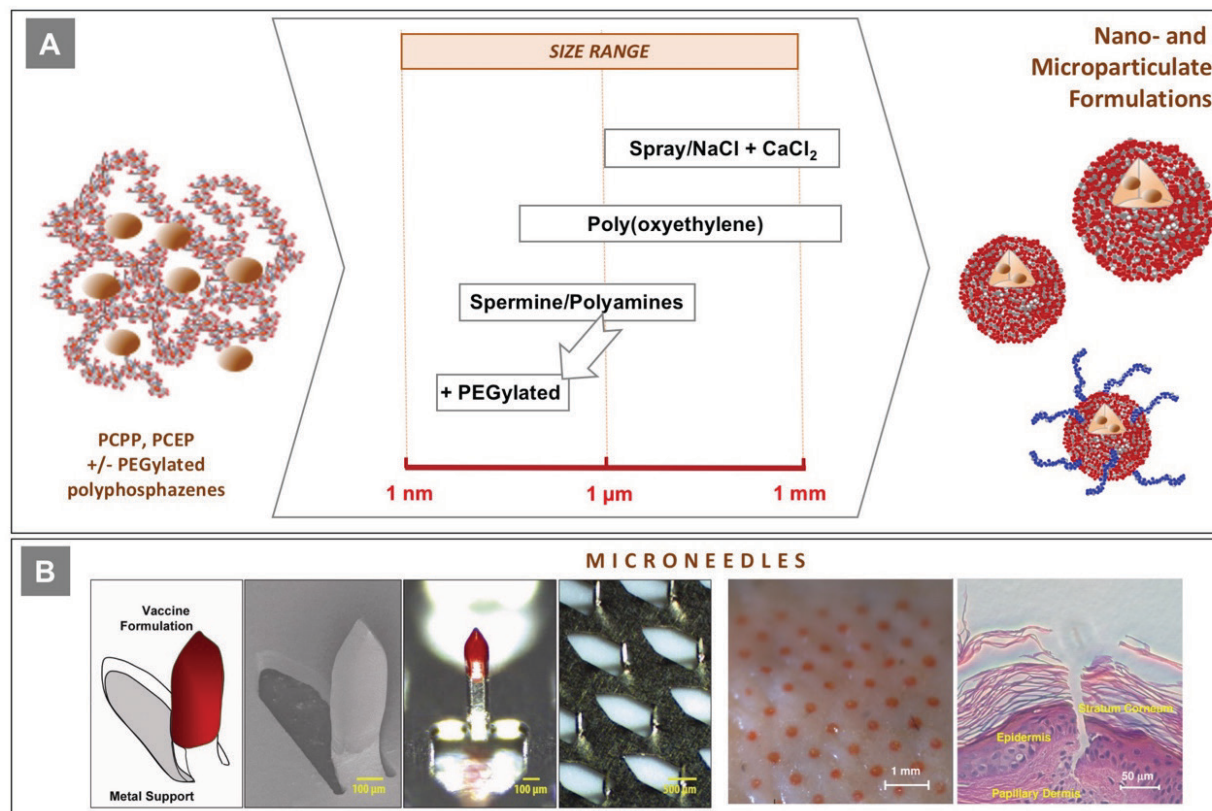 A
SIZE RANGE
Nano- and
Microparticulate
Formulations
Spray/NaCl + CaCl₂
Poly(oxyethylene)
Spermine/Polyamines
+ PEGylated
PCPP, PCEP
+/- PEGylated
polyphosphazenes
1 nm
1 μm
1 mm
B
MICRONEEDLES
Vaccine
Formulation
Metal Support
100 μm
100 μm
500 μm
1 mm
Stratum Corneum
Epidermis
Papillary Dermis
50 μm